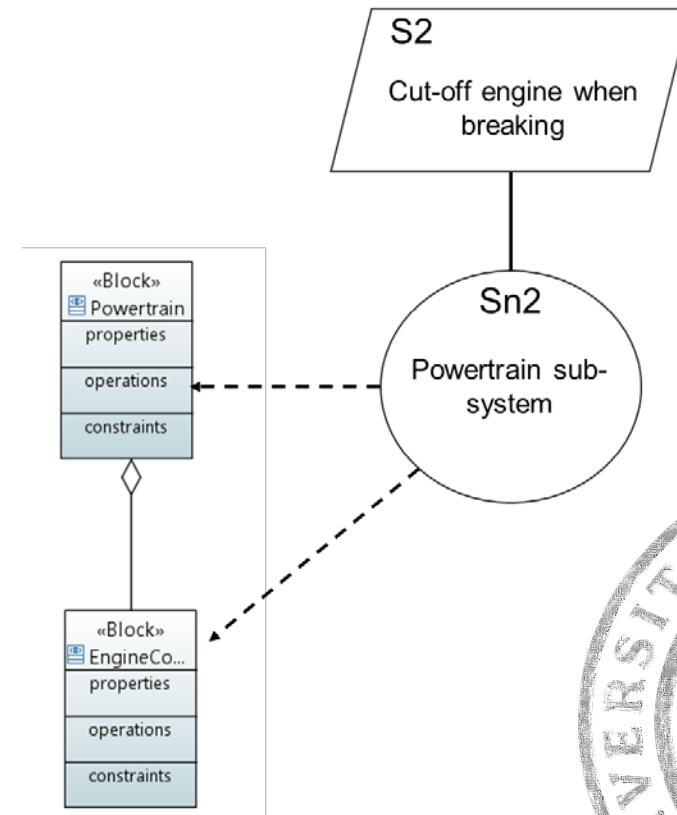 S2
Cut-off engine when
breaking
Sn2
Powertrain sub-
system
«Block»
Powertrain
properties
operations
constraints
«Block»
EngineCo...
properties
operations
constraints